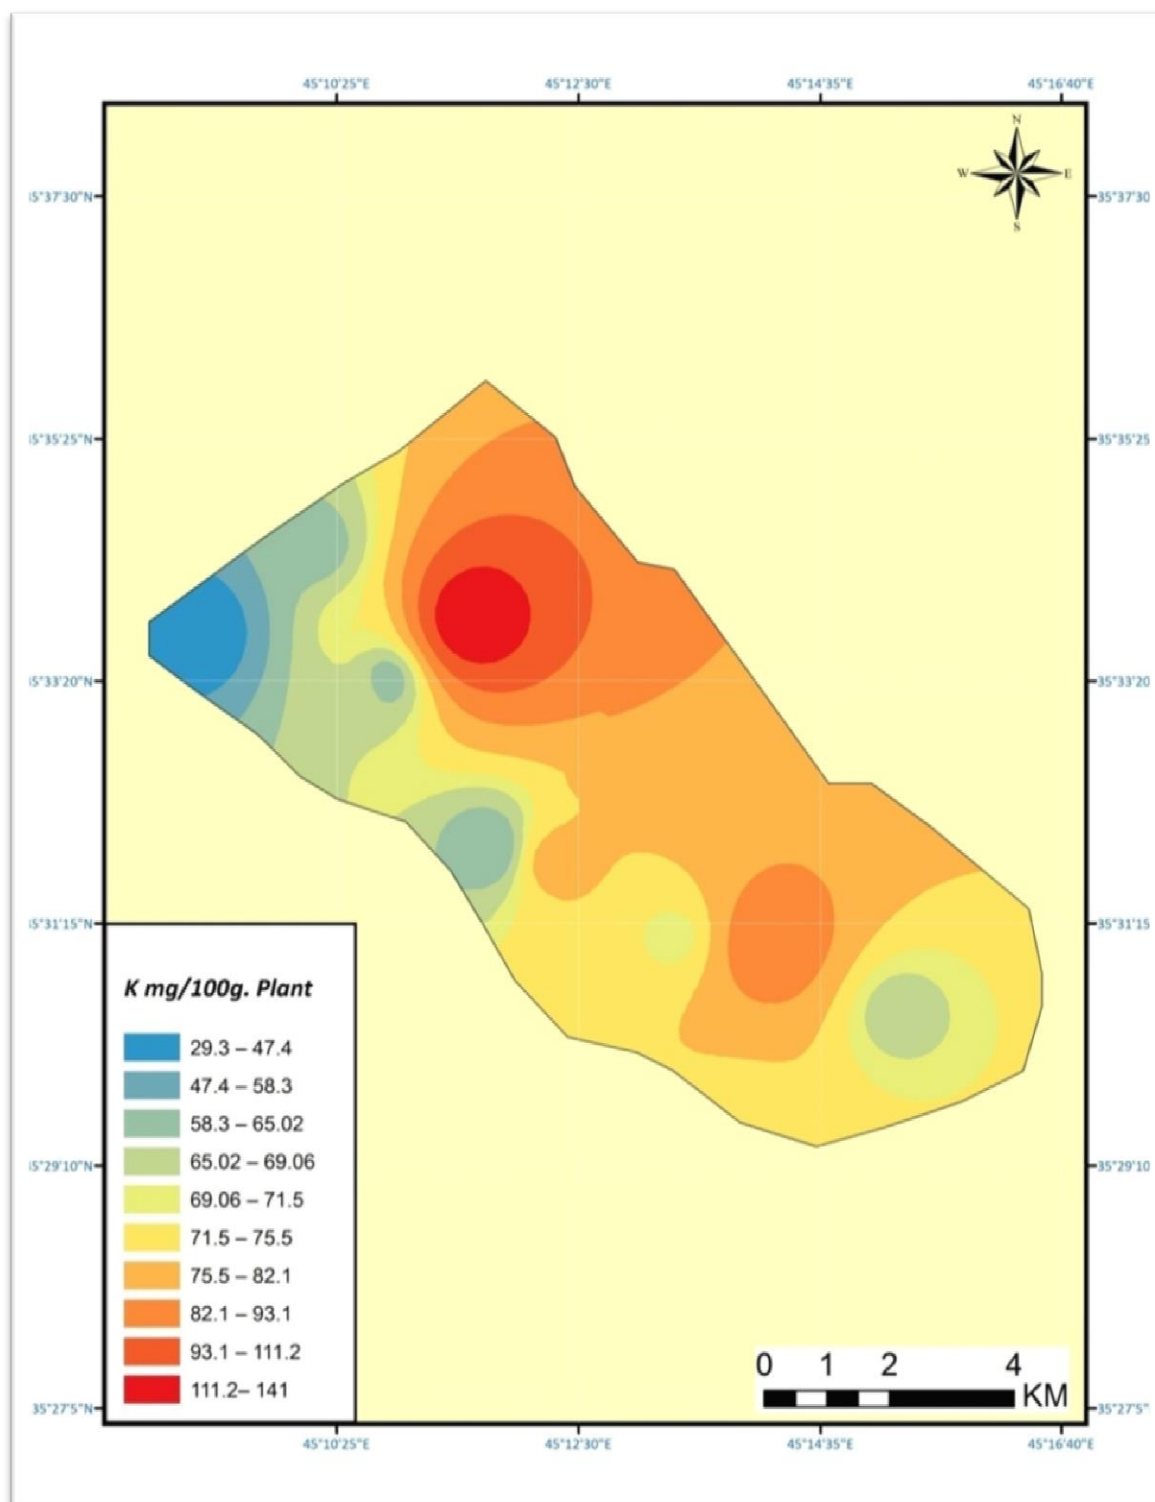 45°10'25"E 45°12'30"E 45°14'35"E 45°16'40"E
N
W E
S
5°37'30"N 35°37'30
5°35'25"N 35°35'25
5°33'20"N 35°33'20
5°31'15"N 35°31'15
K mg/100g. Plant
29.3 – 47.4
47.4 – 58.3
58.3 – 65.02
65.02 – 69.06
69.06 – 71.5
71.5 – 75.5
75.5 – 82.1
82.1 – 93.1
93.1 – 111.2
111.2– 141
5°29'10"N 35°29'10
0 1 2 4
KM
35°27'5"N 35°27'5"
45°10'25"E 45°12'30"E 45°14'35"E 45°16'40"E